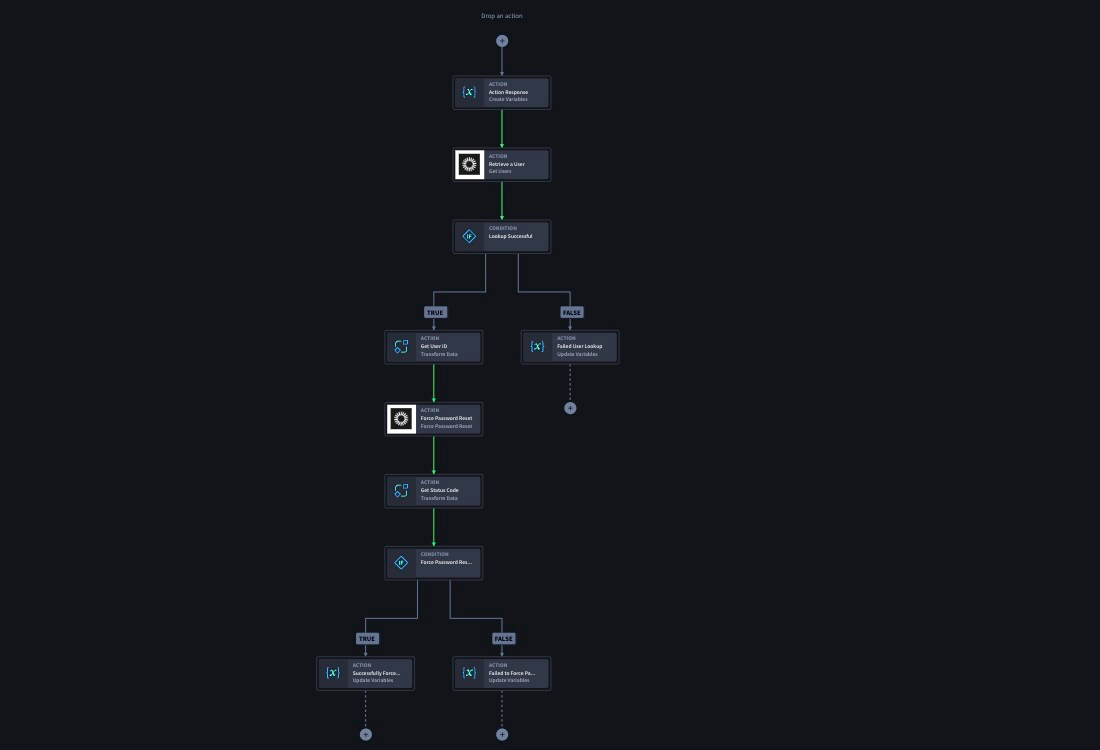 Drop an action
ACTION
Action Response
Create Variables
ACTION
Retrieve a User
Get Users
CONDITION
Lookup Successful
IF
TRUE
FALSE
ACTION
Get User ID
Transform Data
ACTION
Failed User Lookup
Update Variables
ACTION
Force Password Reset
Force Password Reset
ACTION
Get Status Code
Transform Data
CONDITION
Force Password Res...
IF
TRUE
FALSE
ACTION
Successfully Force...
Update Variables
ACTION
Failed to Force Pa...
Update Variables